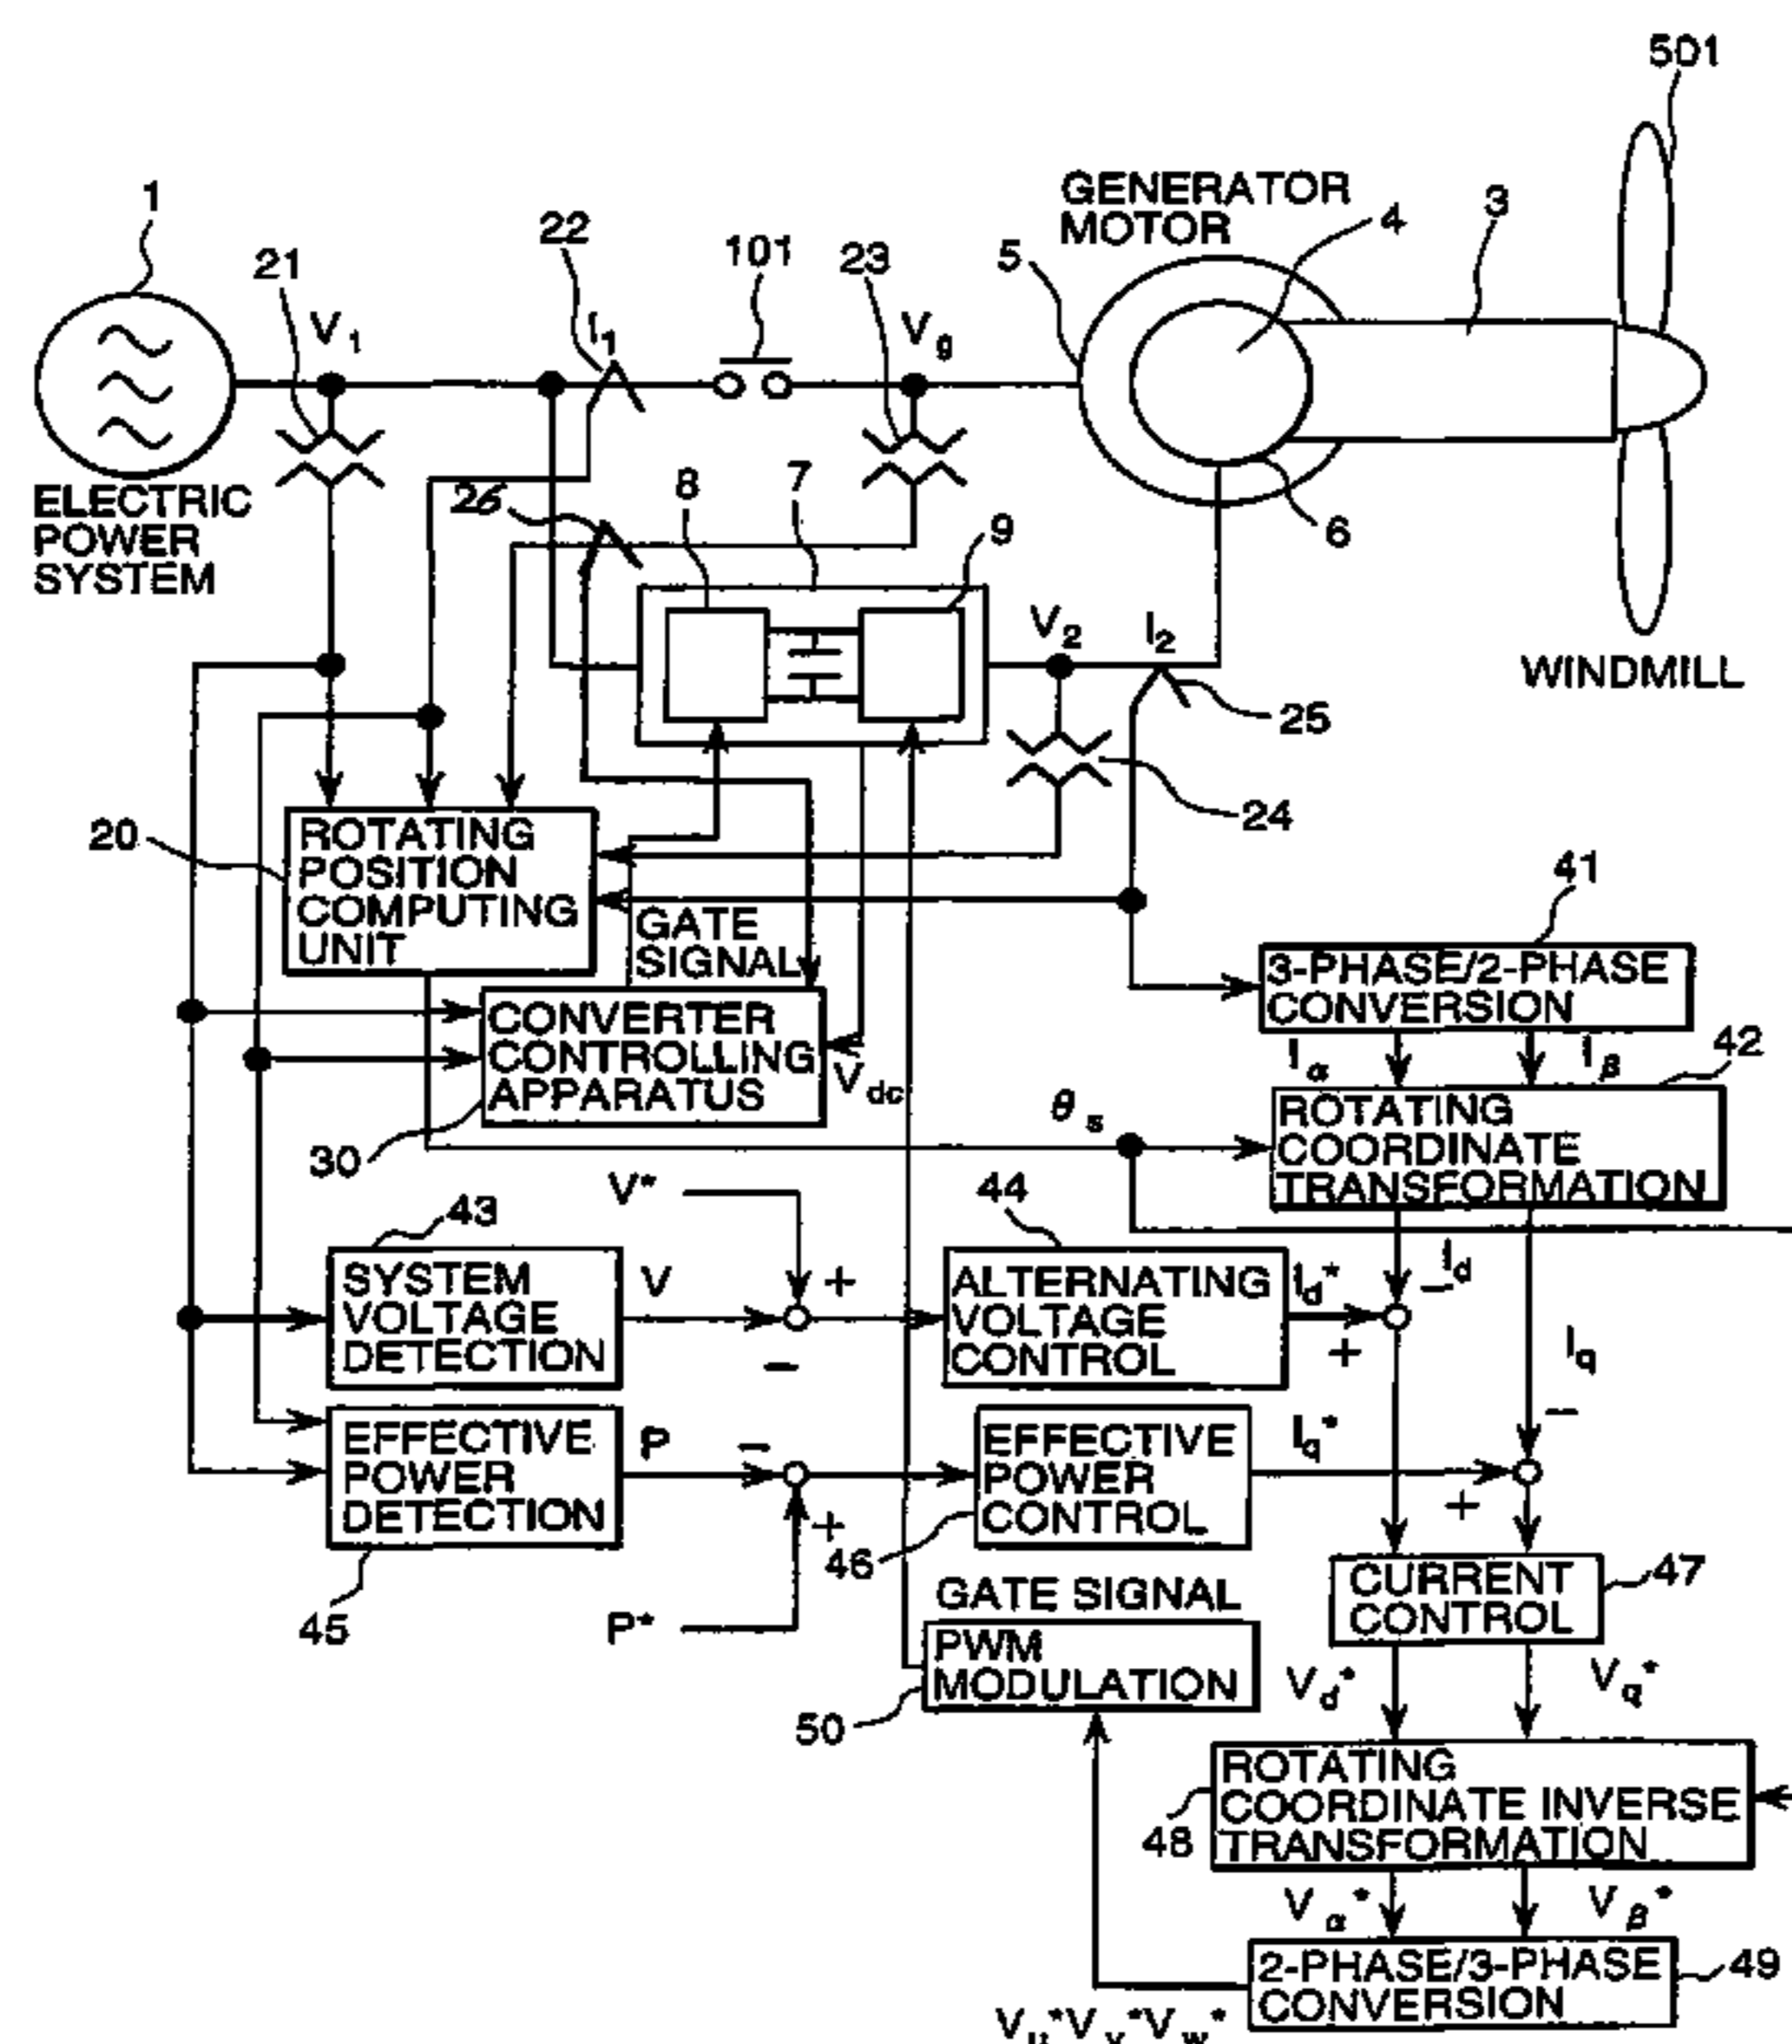 501
GENERATOR
MOTOR
1
22
101
23
5
4
3
21
V1
I1
Vg
ELECTRIC
POWER
SYSTEM
26
8
7
9
6
V2
I2
WINDMILL
25
24
20
ROTATING
POSITION
COMPUTING
UNIT
GATE
SIGNAL
41
3-PHASE/2-PHASE
CONVERSION
CONVERTER
CONTROLLING
APPARATUS
Vdc
Iα
Iβ
42
30
θs
ROTATING
COORDINATE
TRANSFORMATION
V*
43
44
SYSTEM
VOLTAGE
DETECTION
V
+
−
ALTERNATING
VOLTAGE
CONTROL
Id*
+
−
Id
Iq
EFFECTIVE
POWER
DETECTION
P
−
+
EFFECTIVE
POWER
CONTROL
Iq*
−
+
45
P*
46
GATE SIGNAL
CURRENT
CONTROL
47
PWM
MODULATION
50
Vd*
Vq*
ROTATING
COORDINATE INVERSE
TRANSFORMATION
48
Vα*
Vβ*
2-PHASE/3-PHASE
CONVERSION
49
Vu*Vv*Vw*